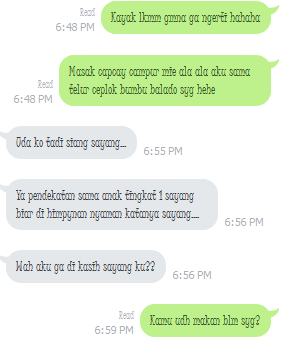 Kayak lkmm gmna ga ngerti hahaha
Read
6:48 PM
Masak capcay campur mie ala ala aku sama
telur ceplok bumbu balado syg hehe
Read
6:48 PM
Uda ko tadi siang sayang...
6:55 PM
Ya pendekatan sama anak tingkat 1 sayang
biar di himpunan nyaman katanya sayang....
6:56 PM
Wah aku ga di kasih sayang ku??
6:56 PM
Kamu udh makan blm syg?
Read
6:59 PM